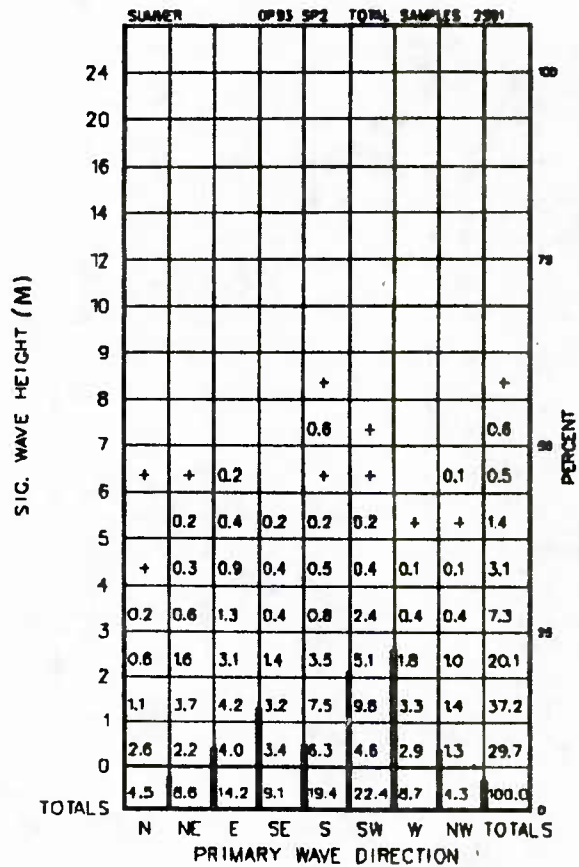 SUMMER OP93 SP2 TOTAL SAMPLES 2981
24 100
20
16
14
12 75
10
9
+ +
8
0.6 + 0.6
7 50
+ + 0.2 + + 0.1 0.5
6
0.2 0.4 0.2 0.2 0.2 + + 1.4
5
+ 0.3 0.9 0.4 0.5 0.4 0.1 0.1 3.1
4
0.2 0.6 1.3 0.4 0.8 2.4 0.4 0.4 7.3
3 25
0.6 1.6 3.1 1.4 3.5 5.1 1.8 1.0 20.1
2
1.1 3.7 4.2 3.2 7.5 9.8 3.3 1.4 37.2
1
2.6 2.2 4.0 3.4 6.3 4.6 2.9 1.3 29.7
0
4.5 8.6 14.2 9.1 19.4 22.4 8.7 4.3 100.0
TOTALS 0
N NE E SE S SW W NW TOTALS
PRIMARY WAVE DIRECTION
SIG. WAVE HEIGHT (M)
PERCENT